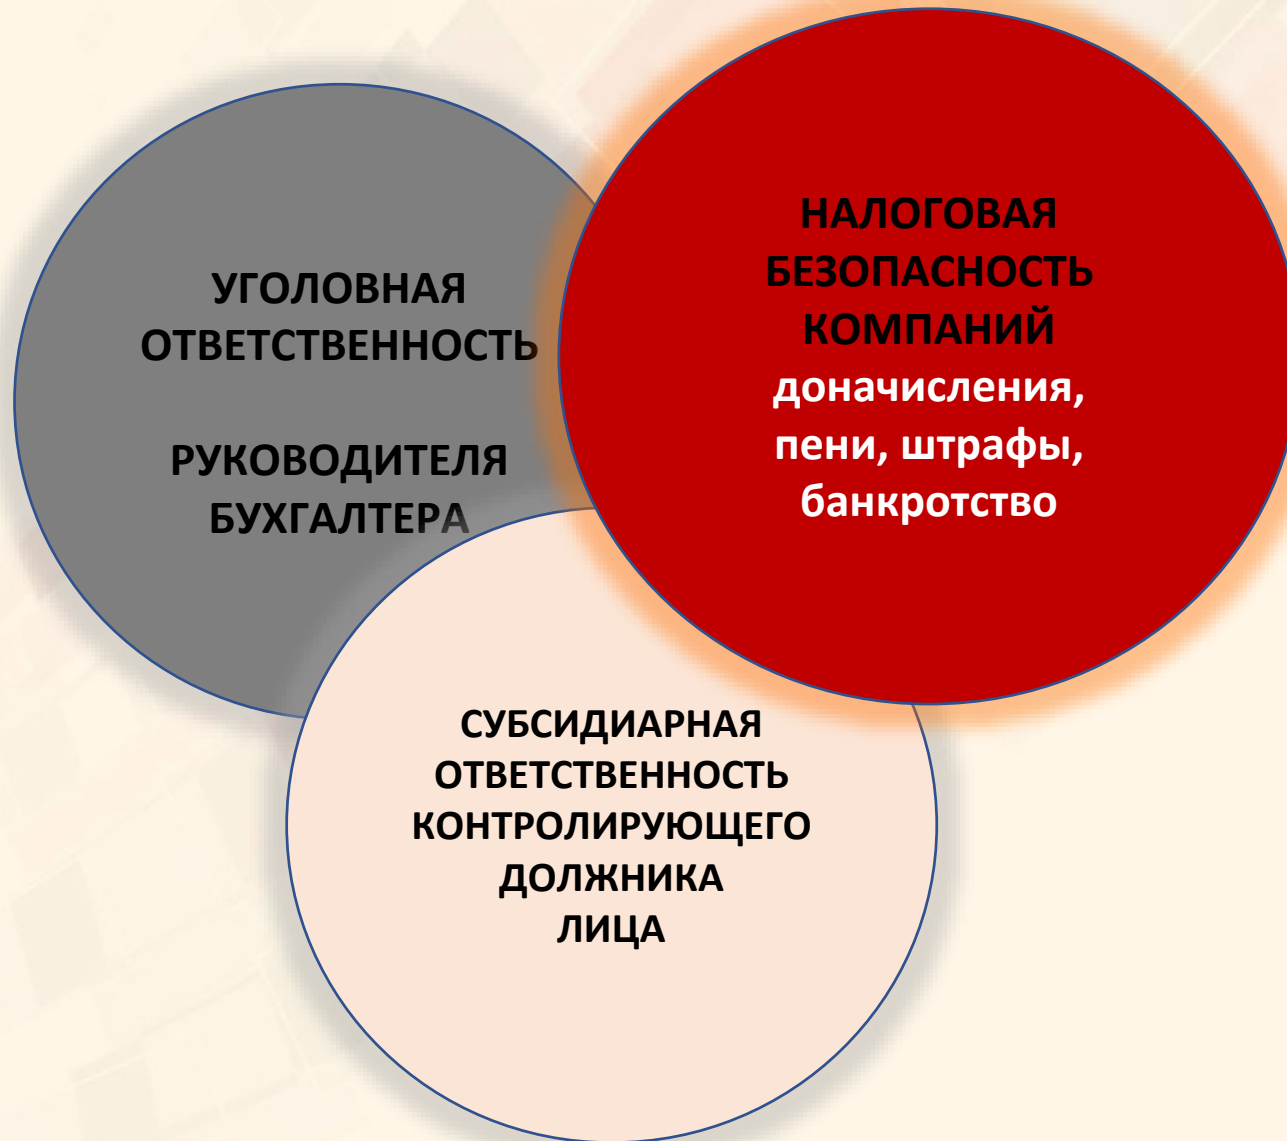 УГОЛОВНАЯ
ОТВЕТСТВЕННОСТЬ
РУКОВОДИТЕЛЯ
БУХГАЛТЕРА
НАЛОГОВАЯ
БЕЗОПАСНОСТЬ
КОМПАНИЙ
доначисления,
пени, штрафы,
банкротство
СУБСИДИАРНАЯ
ОТВЕТСТВЕННОСТЬ
КОНТРОЛИРУЮЩЕГО
ДОЛЖНИКА
ЛИЦА